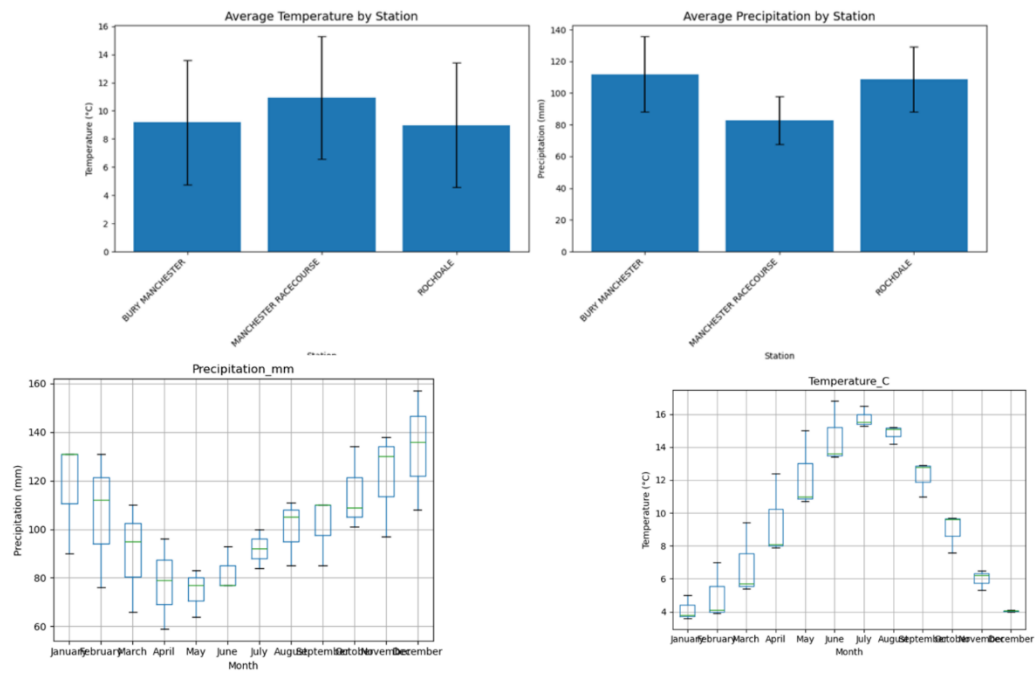 Average Temperature by Station
16
14
12
10
8
6
4
2
0
Temperature (°C)
BURY MANCHESTER
MANCHESTER RACECOURSE
ROCHDALE
Station
Average Precipitation by Station
140
120
100
80
60
40
20
0
Precipitation (mm)
BURY MANCHESTER
MANCHESTER RACECOURSE
ROCHDALE
Station
Precipitation_mm
160
140
120
100
80
60
Precipitation (mm)
January February March April May June July August September October November December
Month
Temperature_C
16
14
12
10
8
6
4
Temperature (°C)
January February March April May June July August September October November December
Month